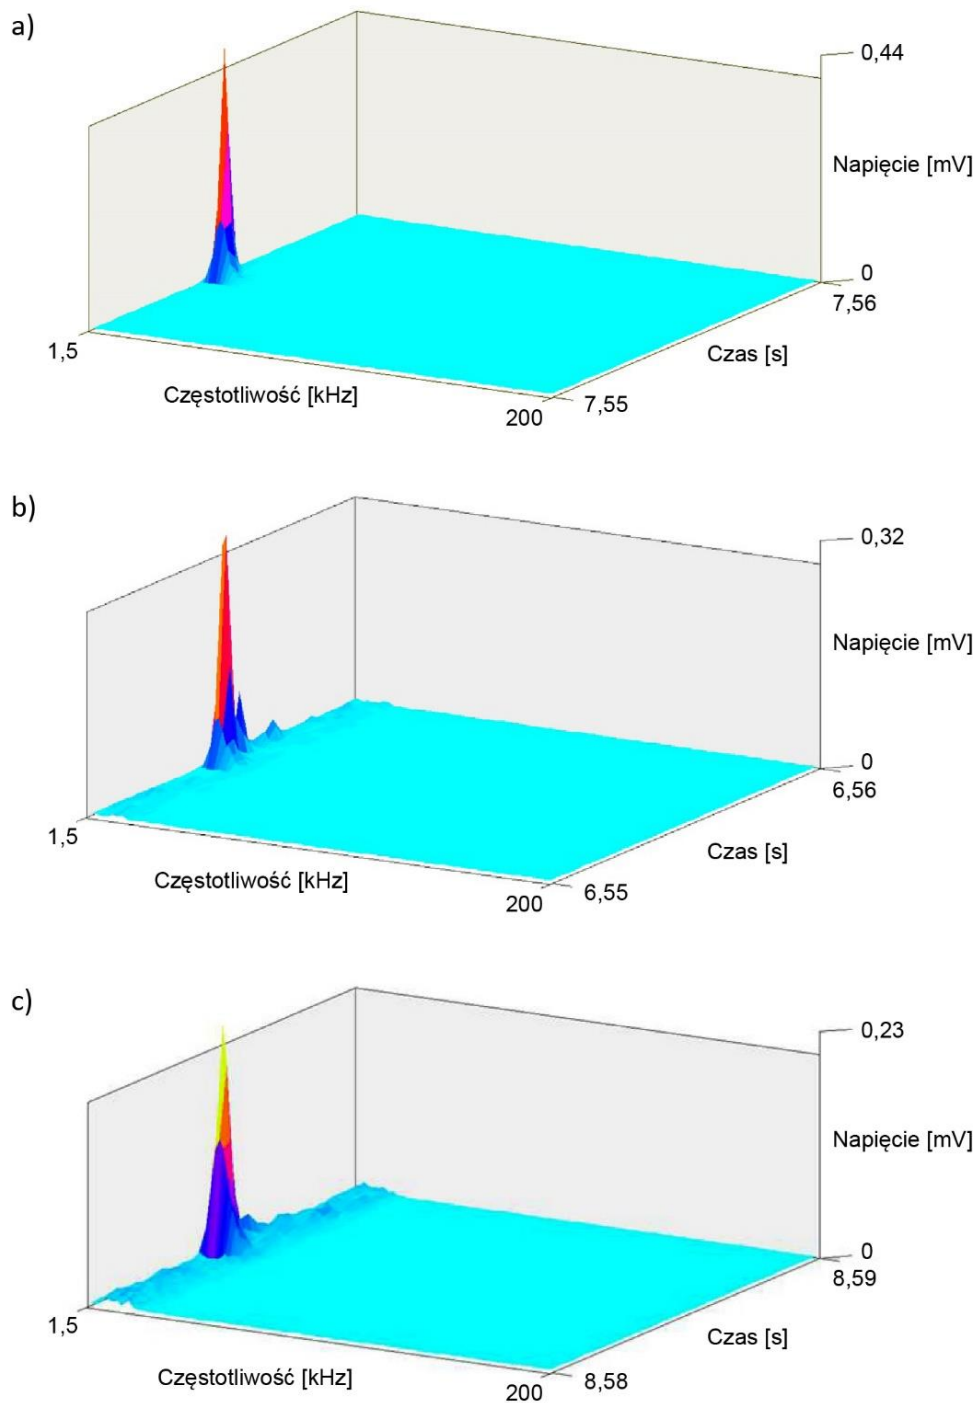 a)
0,44
Napięcie [mV]
0
7,56
Czas [s]
1,5
Częstotliwość [kHz]
200
7,55
b)
0,32
Napięcie [mV]
0
6,56
Czas [s]
1,5
Częstotliwość [kHz]
200
6,55
c)
0,23
Napięcie [mV]
0
8,59
Czas [s]
1,5
Częstotliwość [kHz]
200
8,58